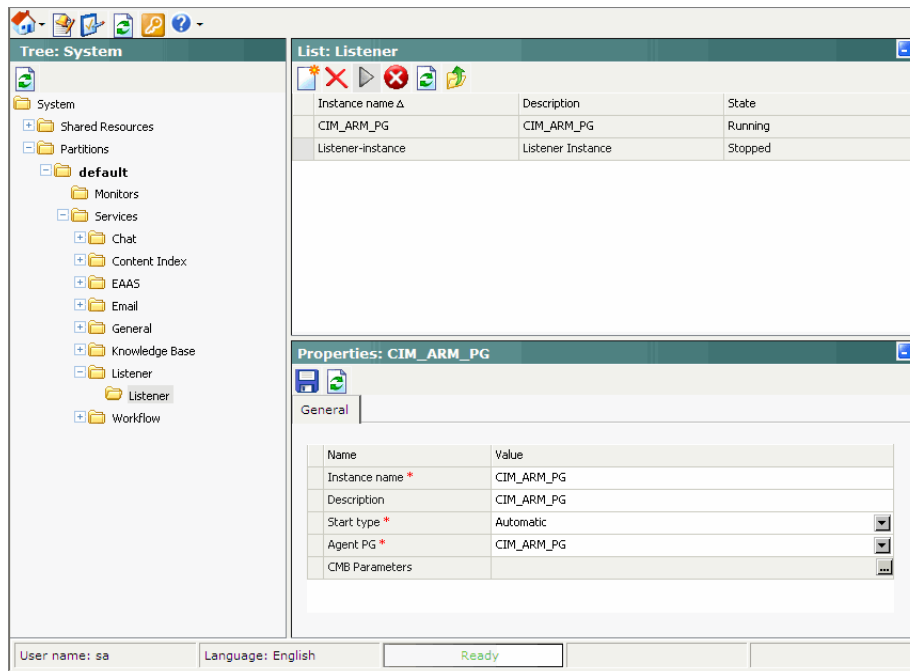 Tree: System
System
Shared Resources
Partitions
default
Monitors
Services
Chat
Content Index
EAAS
Email
General
Knowledge Base
Listener
Listener
Workflow
List: Listener
Instance name Description State
CIM_ARM_PG CIM_ARM_PG Running
Listener-instance Listener Instance Stopped
Properties: CIM_ARM_PG
General
Name Value
Instance name * CIM_ARM_PG
Description CIM_ARM_PG
Start type * Automatic
Agent PG * CIM_ARM_PG
CMB Parameters ...
User name: sa Language: English Ready